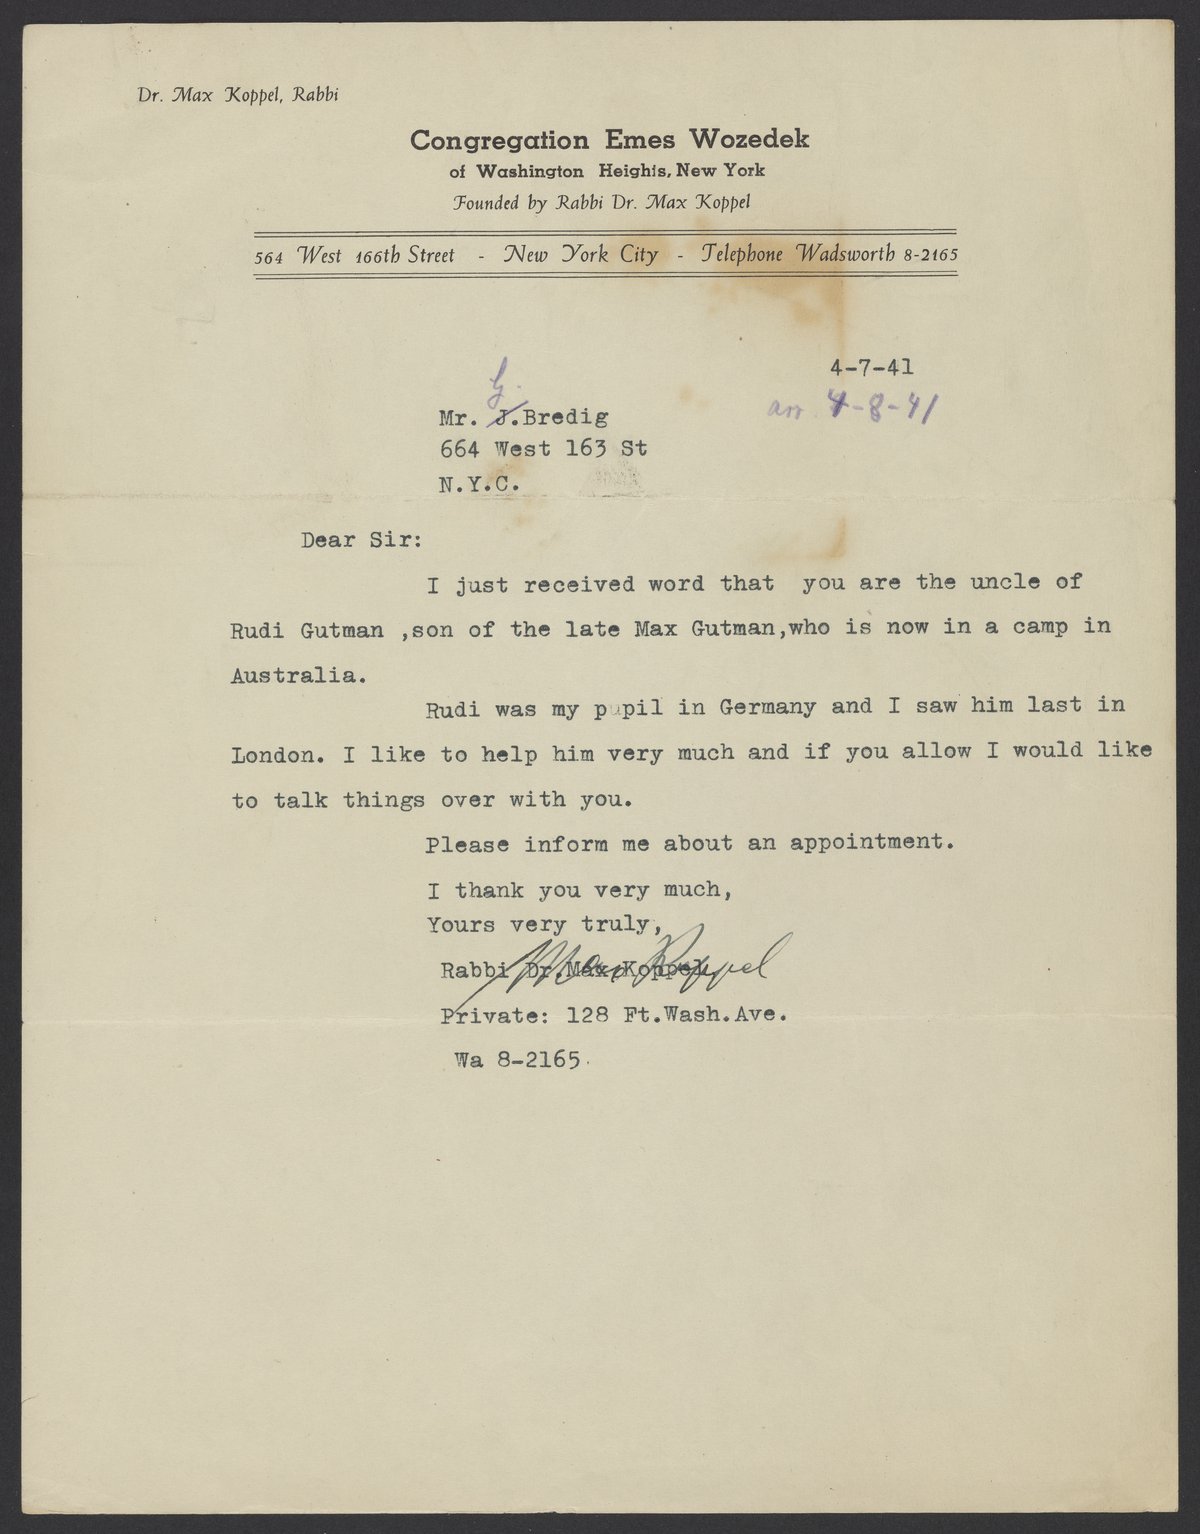 Dr. Max Koppel, Rabbi
Congregation Emes Wozedek
of Washington Heights, New York
Founded by Rabbi Dr. Max Koppel
564 West 166th Street - New York City - Telephone Wadsworth 8-2165
4-7-41
G.
arr. 4-8-41
Mr. J.Bredig
664 West 163 St
N.Y.C.
Dear Sir:
I just received word that you are the uncle of
Rudi Gutman ,son of the late Max Gutman,who is now in a camp in
Australia.
Rudi was my pupil in Germany and I saw him last in
London. I like to help him very much and if you allow I would like
to talk things over with you.
Please inform me about an appointment.
I thank you very much,
Yours very truly,
Max Koppel
Rabbi Dr.Max Koppel.
Private: 128 Ft.Wash.Ave.
Wa 8-2165.